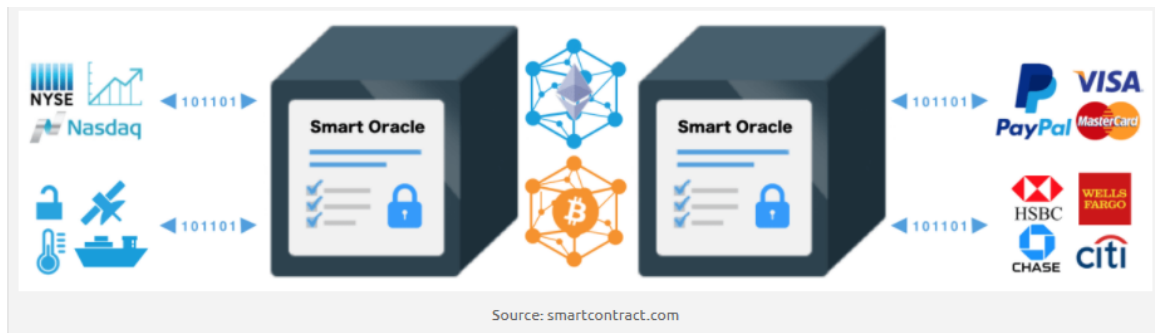 NYSE
Nasdaq
101101
101101
Smart Oracle
Smart Oracle
101101
101101
PayPal
VISA
MasterCard
HSBC
WELLS
FARGO
CHASE
citi
Source: smartcontract.com